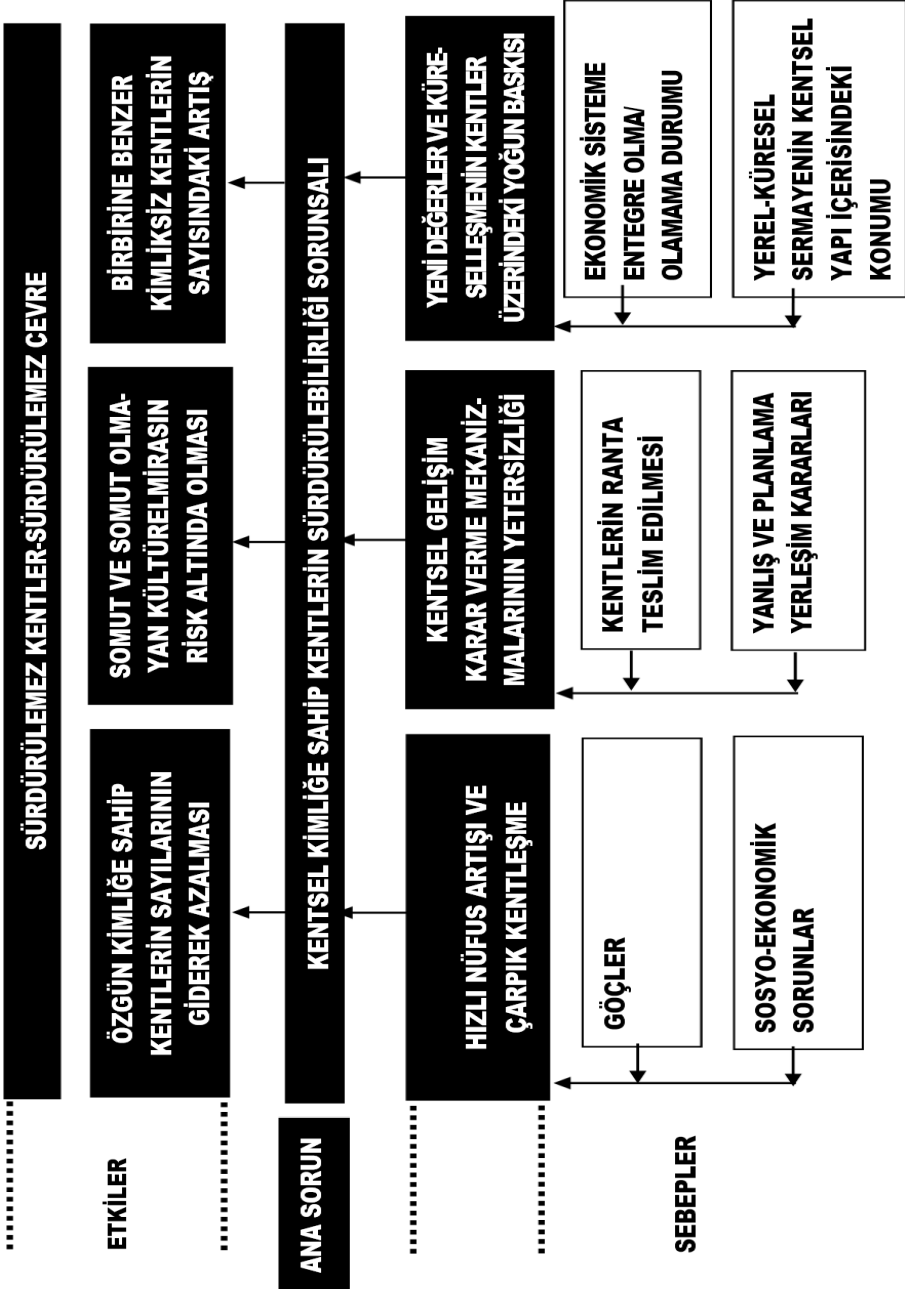 SÜRDÜRÜLEMEZ KENTLER-SÜRDÜRÜLEMEZ CEVRE
ETKİLER
ÖZGÜN KİMLİĞE SAHİP
KENTLERİN SAYILARININ
GİDEREK AZALMASI
SOMUT VE SOMUT OLMA-
YAN KÜLTÜRELMİRASIN
RİSK ALTINDA OLMASI
BİRBİRİNE BENZER
KİMLİKSİZ KENTLERİN
SAYISINDAKİ ARTIŞ
ANA SORUN
KENTSEL KİMLİĞE SAHİP KENTLERİN SÜRDÜRÜLEBİLİRLİĞİ SORUNSALI
HIZLI NÜFUS ARTIŞI VE
ÇARPIK KENTLEŞME
KENTSEL GELİŞİM
KARAR VERME MEKANİZ-
MALARININ YETERSİZLİĞİ
YENİ DEĞERLER VE KÜRE-
SELLEŞMENİN KENTLER
ÜZERİNDEKİ YOĞUN BASKISI
SEBEPLER
GÖÇLER
KENTLERİN RANTA
TESLİM EDİLMESİ
EKONOMİK SİSTEME
ENTEGRE OLMA/
OLAMAMA DURUMU
SOSYO-EKONOMİK
SORUNLAR
YANLIŞ VE PLANLAMA
YERLEŞİM KARARLARI
YEREL-KÜRESEL
SERMAYENİN KENTSEL
YAPI İÇERİSİNDEKİ
KONUMU